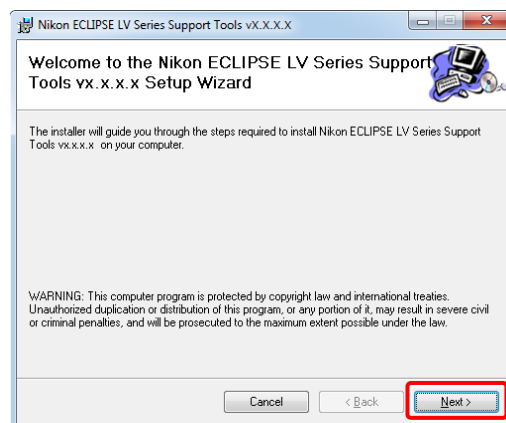 Nikon ECLIPSE LV Series Support Tools vX.X.X.X
Welcome to the Nikon ECLIPSE LV Series Support
Tools vx.x.x.x Setup Wizard
The installer will guide you through the steps required to install Nikon ECLIPSE LV Series Support
Tools vx.x.x.x on your computer.
WARNING: This computer program is protected by copyright law and international treaties.
Unauthorized duplication or distribution of this program, or any portion of it, may result in severe civil
or criminal penalties, and will be prosecuted to the maximum extent possible under the law.
Cancel < Back Next >